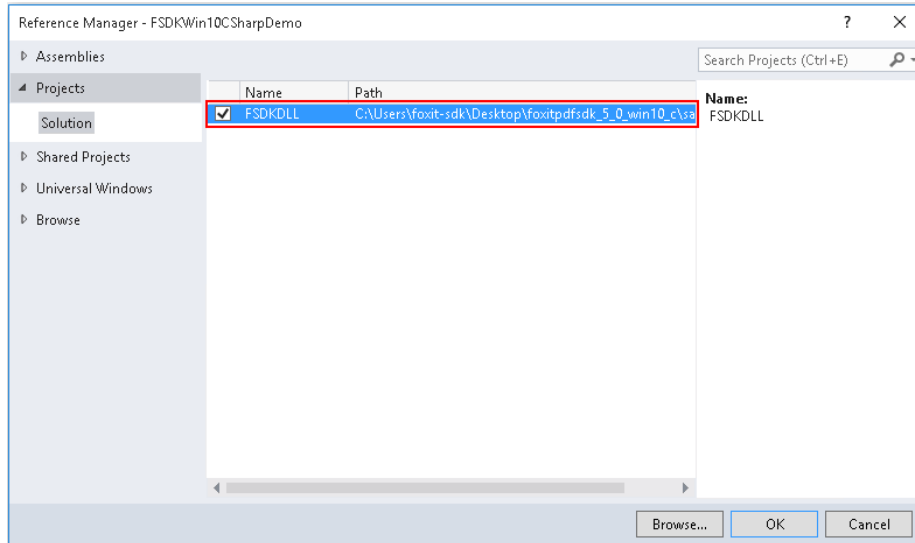 Reference Manager - FSDKWin10CSharpDemo ? ×
Assemblies
Search Projects (Ctrl+E)
Projects
Name Path
Name:
FSDKDLL C:\Users\foxit-sdk\Desktop\foxitpdfsdk_5_0_win10_c\sa
FSDKDLL
Solution
Shared Projects
Universal Windows
Browse
Browse... OK Cancel